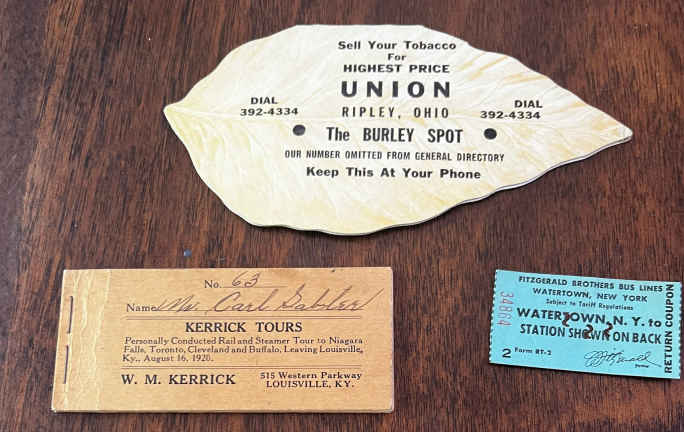 Sell Your Tobacco
For
HIGHEST PRICE
UNION
DIAL
392-4334
RIPLEY, OHIO
DIAL
392-4334
The BURLEY SPOT
OUR NUMBER OMITTED FROM GENERAL DIRECTORY
Keep This At Your Phone
No. 63
Name Mr. Carl
KERRICK TOURS
Personally Conducted Rail and Steamer Tour to Niagara
Falls, Toronto, Cleveland and Buffalo, Leaving Louisville,
Ky., August 16, 1920.
W. M. KERRICK
515 Western Parkway
LOUISVILLE, KY.
34864
FITZGERALD BROTHERS BUS LINES
WATERTOWN, NEW YORK
Subject to Tariff Regulations
WATERTOWN, N. Y. to
STATION SHOWN ON BACK
2 Form RT-2
RETURN COUPON